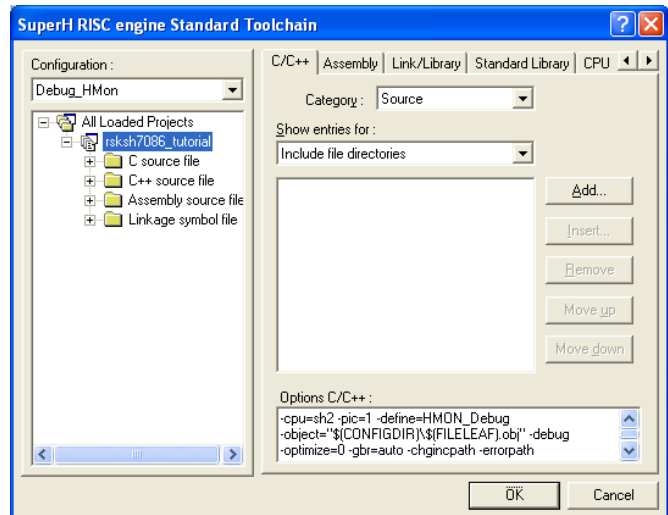 SuperH RISC engine Standard Toolchain
Configuration :
Debug_HMon
All Loaded Projects
rsksh7086_tutorial
C source file
C++ source file
Assembly source file
Linkage symbol file
C/C++ Assembly Link/Library Standard Library CPU
Category : Source
Show entries for :
Include file directories
Add...
Insert...
Remove
Move up
Move down
Options C/C++ :
-cpu=sh2 -pic=1 -define=HMON_Debug
-object="$(CONFIGDIR)\$(FILELEAF).obj" -debug
-optimize=0 -gbr=auto -chgincpath -errorpath
OK Cancel